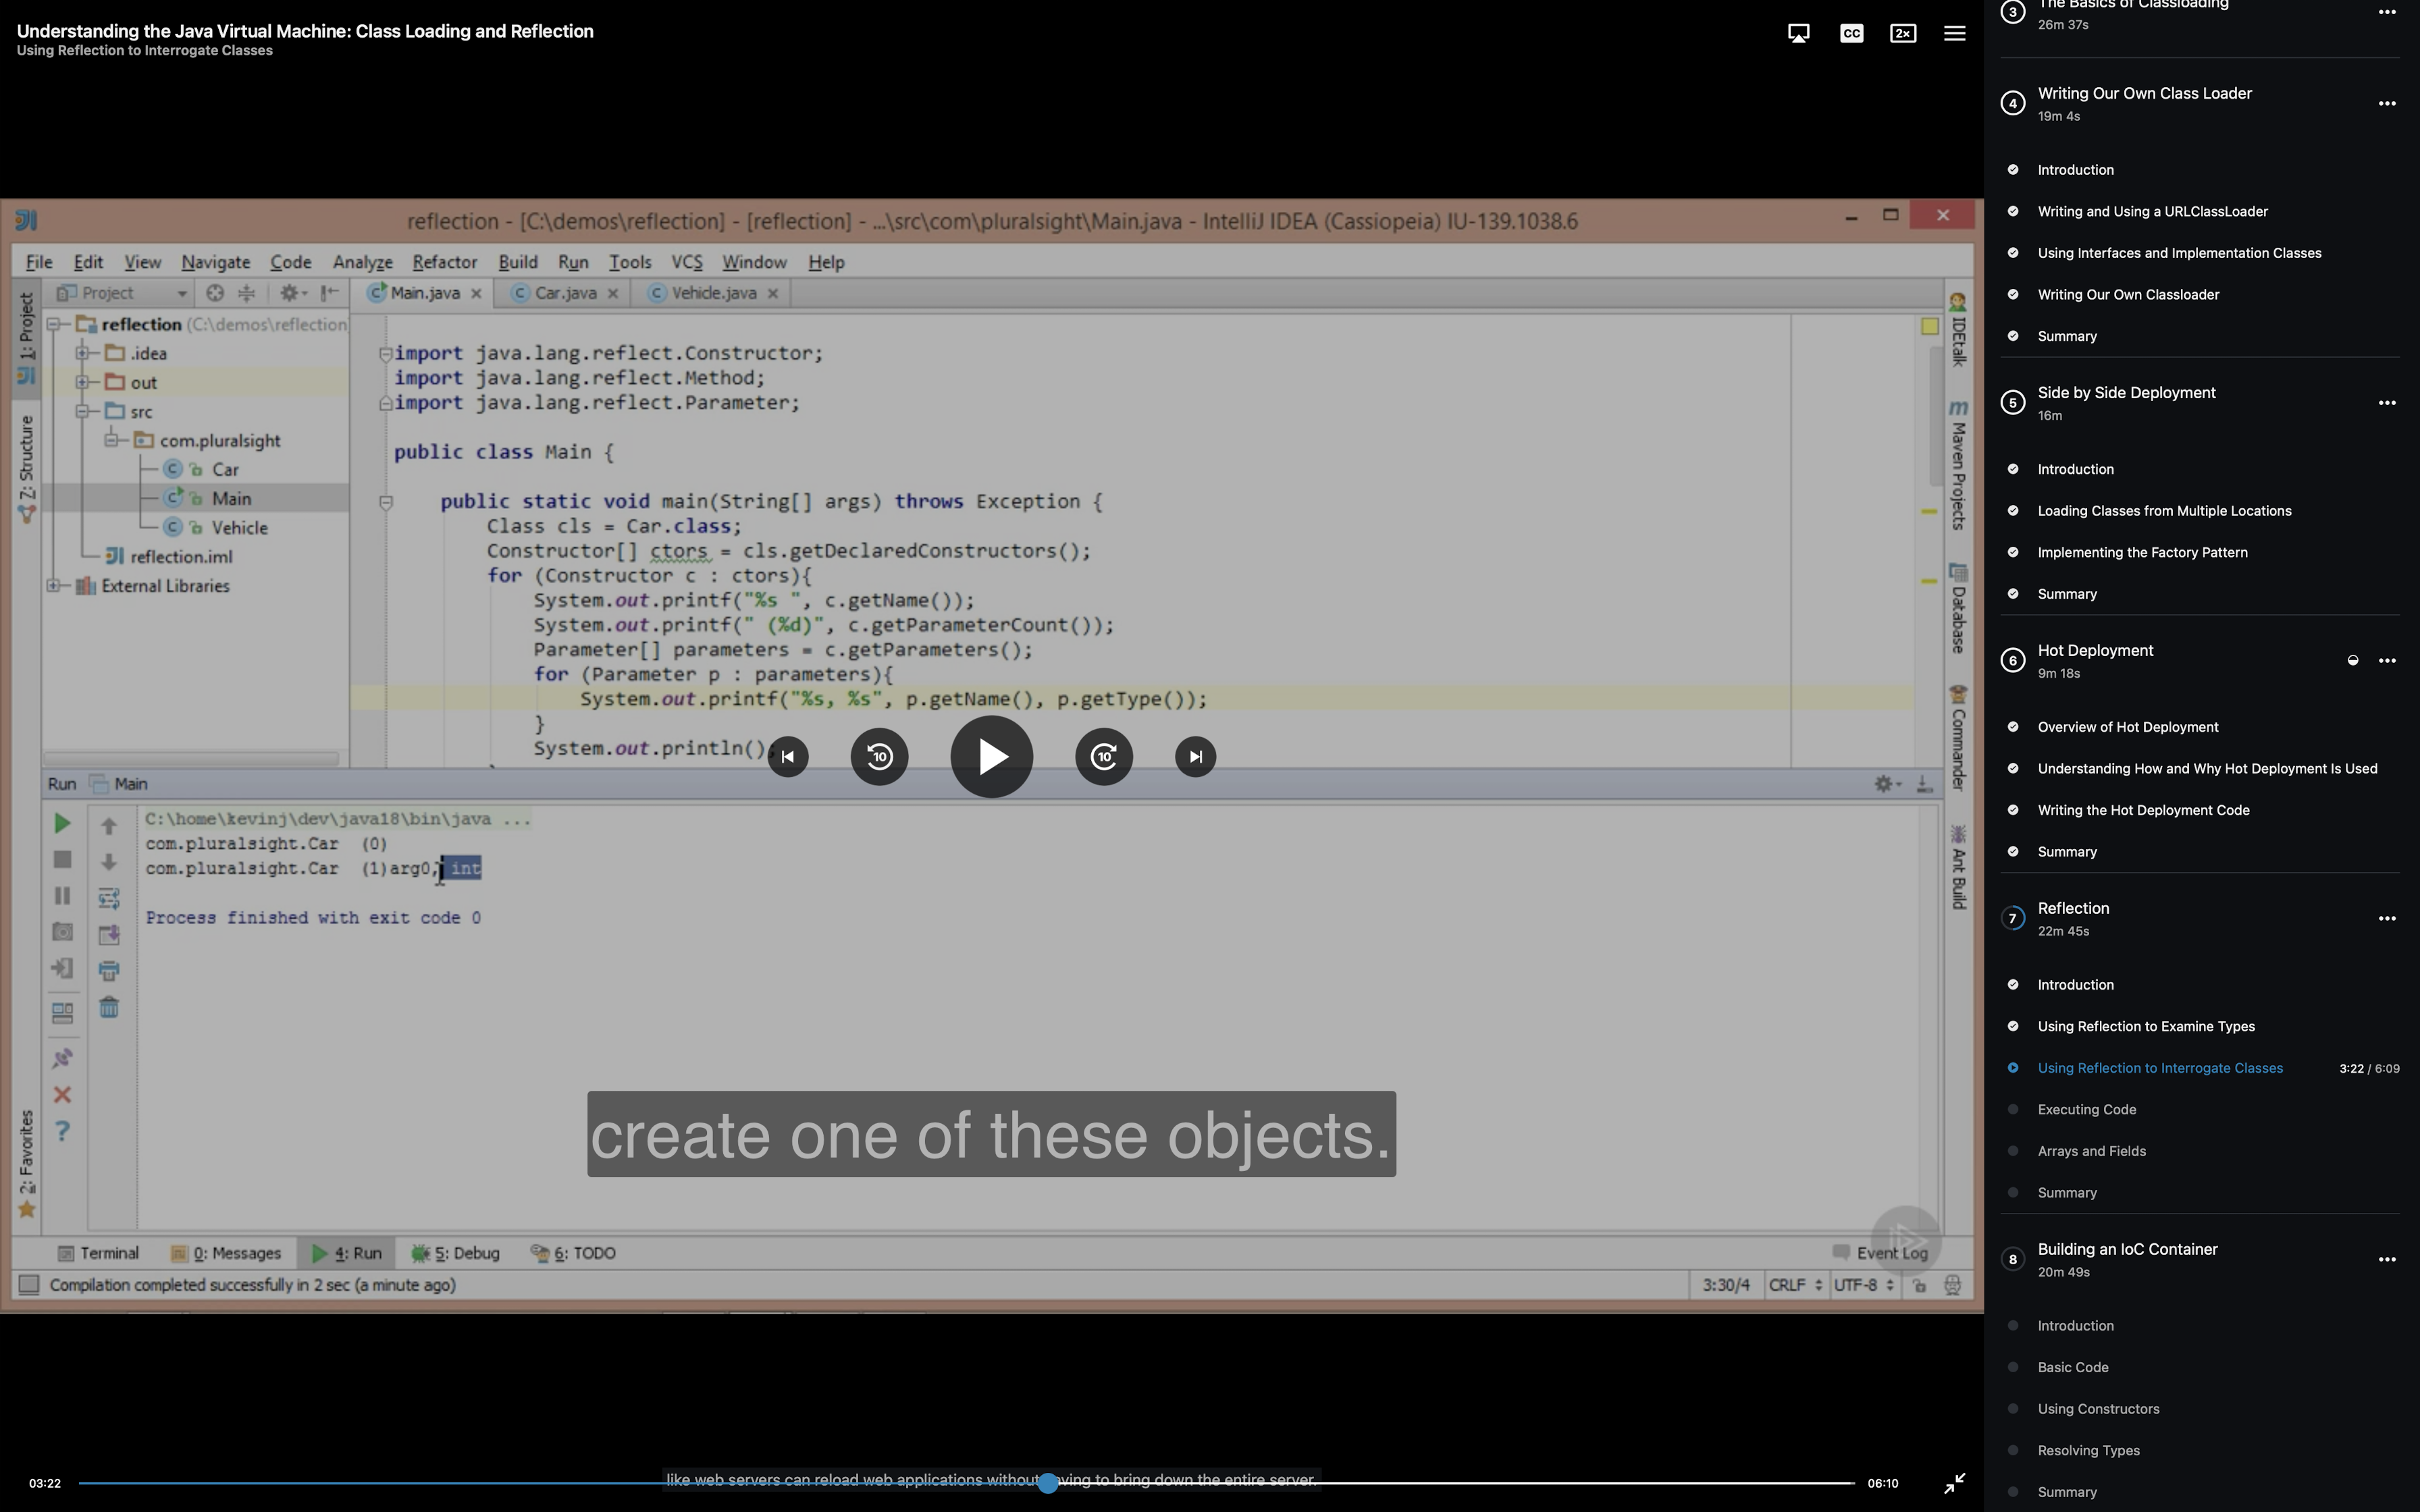 Understanding the Java Virtual Machine: Class Loading and Reflection
Using Reflection to Interrogate Classes
CC
2x
reflection - [C:\demos\reflection] - [reflection] - ...\src\com\pluralsight\Main.java - IntelliJ IDEA (Cassiopeia) IU-139.1038.6
File Edit View Navigate Code Analyze Refactor Build Run Tools VCS Window Help
Project
Main.java
Car.java
Vehicle.java
1: Project
Z: Structure
2: Favorites
reflection (C:\demos\reflection
.idea
out
src
com.pluralsight
Car
Main
Vehicle
reflection.iml
External Libraries
import java.lang.reflect.Constructor;
import java.lang.reflect.Method;
import java.lang.reflect.Parameter;
public class Main {
public static void main(String[] args) throws Exception {
Class cls = Car.class;
Constructor[] ctors = cls.getDeclaredConstructors();
for (Constructor c : ctors){
System.out.printf("%s ", c.getName());
System.out.printf(" (%d)", c.getParameterCount());
Parameter[] parameters = c.getParameters();
for (Parameter p : parameters){
System.out.printf("%s, %s", p.getName(), p.getType());
}
System.out.println();
IDEtalk
Maven Projects
Database
Commander
Ant Build
10
10
Run Main
C:\home\kevinj\dev\java18\bin\java ...
com.pluralsight.Car (0)
com.pluralsight.Car (1)arg0, int
Process finished with exit code 0
create one of these objects.
Terminal 0: Messages 4: Run 5: Debug 6: TODO Event Log
Compilation completed successfully in 2 sec (a minute ago) 3:30/4 CRLF UTF-8
like web servers can reload web applications without having to bring down the entire server.
03:22 06:10
3 The Basics of Classloading
26m 37s
4 Writing Our Own Class Loader
19m 4s
Introduction
Writing and Using a URLClassLoader
Using Interfaces and Implementation Classes
Writing Our Own Classloader
Summary
5 Side by Side Deployment
16m
Introduction
Loading Classes from Multiple Locations
Implementing the Factory Pattern
Summary
6 Hot Deployment
9m 18s
Overview of Hot Deployment
Understanding How and Why Hot Deployment Is Used
Writing the Hot Deployment Code
Summary
7 Reflection
22m 45s
Introduction
Using Reflection to Examine Types
Using Reflection to Interrogate Classes 3:22 / 6:09
Executing Code
Arrays and Fields
Summary
8 Building an IoC Container
20m 49s
Introduction
Basic Code
Using Constructors
Resolving Types
Summary